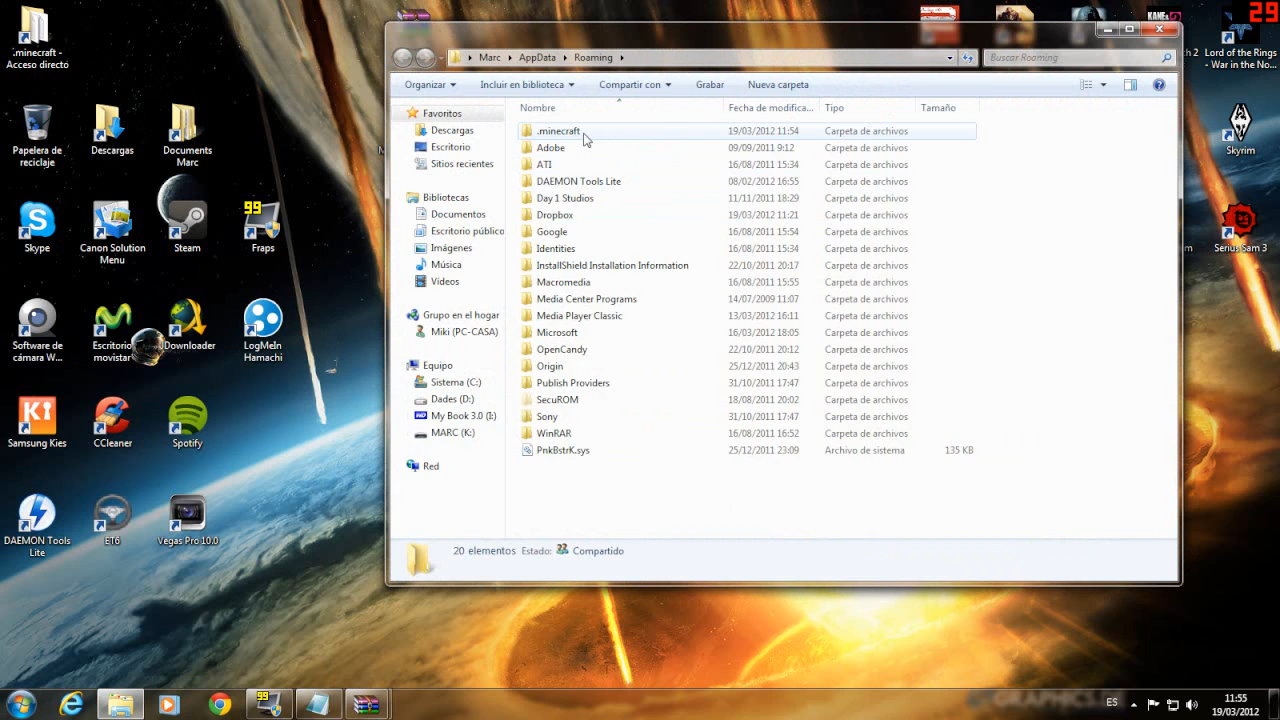 29
.minecraft -
Acceso directo
Papelera de
reciclaje
Descargas
Documents
Marc
Skype
Canon Solution
Menu
Steam
99
Fraps
Software de
cámara W...
Escritorio
movistar
Downloader
LogMeIn
Hamachi
Samsung Kies
CCleaner
Spotify
DAEMON Tools
Lite
ET6
Vegas Pro 10.0
Lord of the Rings
- War in the No...
Skyrim
Serius Sam 3
Marc
AppData
Roaming
Buscar Roaming
Organizar
Incluir en biblioteca
Compartir con
Grabar
Nueva carpeta
Favoritos
Descargas
Escritorio
Sitios recientes
Bibliotecas
Documentos
Escritorio público
Imágenes
Música
Vídeos
Grupo en el hogar
Miki (PC-CASA)
Equipo
Sistema (C:)
Dades (D:)
My Book 3.0 (I:)
MARC (K:)
Red
Nombre Fecha de modifica... Tipo Tamaño
.minecraft 19/03/2012 11:54 Carpeta de archivos
Adobe 09/09/2011 9:12 Carpeta de archivos
ATI 16/08/2011 15:34 Carpeta de archivos
DAEMON Tools Lite 08/02/2012 16:55 Carpeta de archivos
Day 1 Studios 11/11/2011 18:29 Carpeta de archivos
Dropbox 19/03/2012 11:21 Carpeta de archivos
Google 16/08/2011 15:54 Carpeta de archivos
Identities 16/08/2011 15:34 Carpeta de archivos
InstallShield Installation Information 22/10/2011 20:17 Carpeta de archivos
Macromedia 16/08/2011 15:55 Carpeta de archivos
Media Center Programs 14/07/2009 11:07 Carpeta de archivos
Media Player Classic 13/03/2012 16:11 Carpeta de archivos
Microsoft 16/03/2012 18:05 Carpeta de archivos
OpenCandy 22/10/2011 20:12 Carpeta de archivos
Origin 25/12/2011 20:43 Carpeta de archivos
Publish Providers 31/10/2011 17:47 Carpeta de archivos
SecuROM 18/08/2011 20:02 Carpeta de archivos
Sony 31/10/2011 17:47 Carpeta de archivos
WinRAR 16/08/2011 16:52 Carpeta de archivos
PnkBstrK.sys 25/12/2011 23:09 Archivo de sistema 135 KB
20 elementos Estado: Compartido
99
ES
11:55
19/03/2012